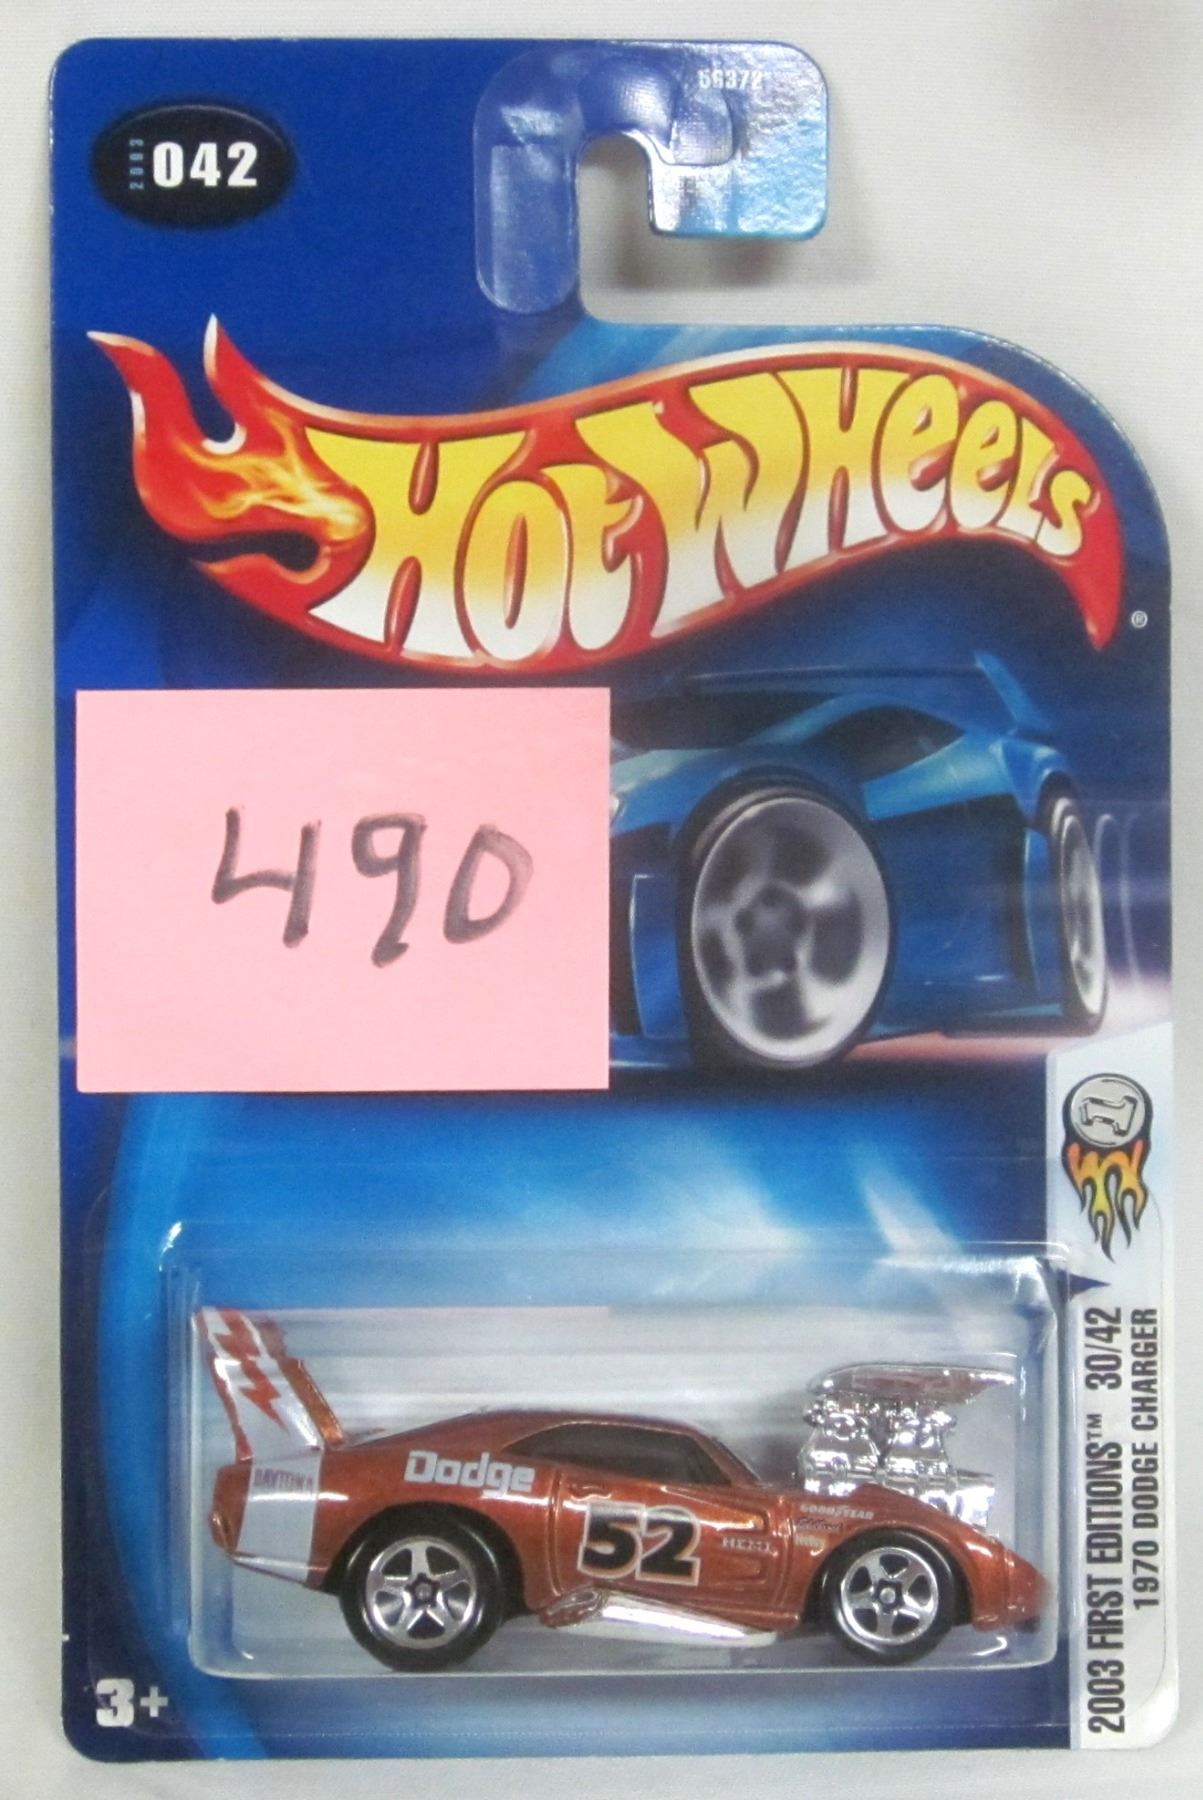 56372
2003
042
HOT WHEELS
®
490
2003 FIRST EDITIONS™ 30/42
1970 DODGE CHARGER
DAYTONA
Dodge
52
HEMI
GOODYEAR
3+